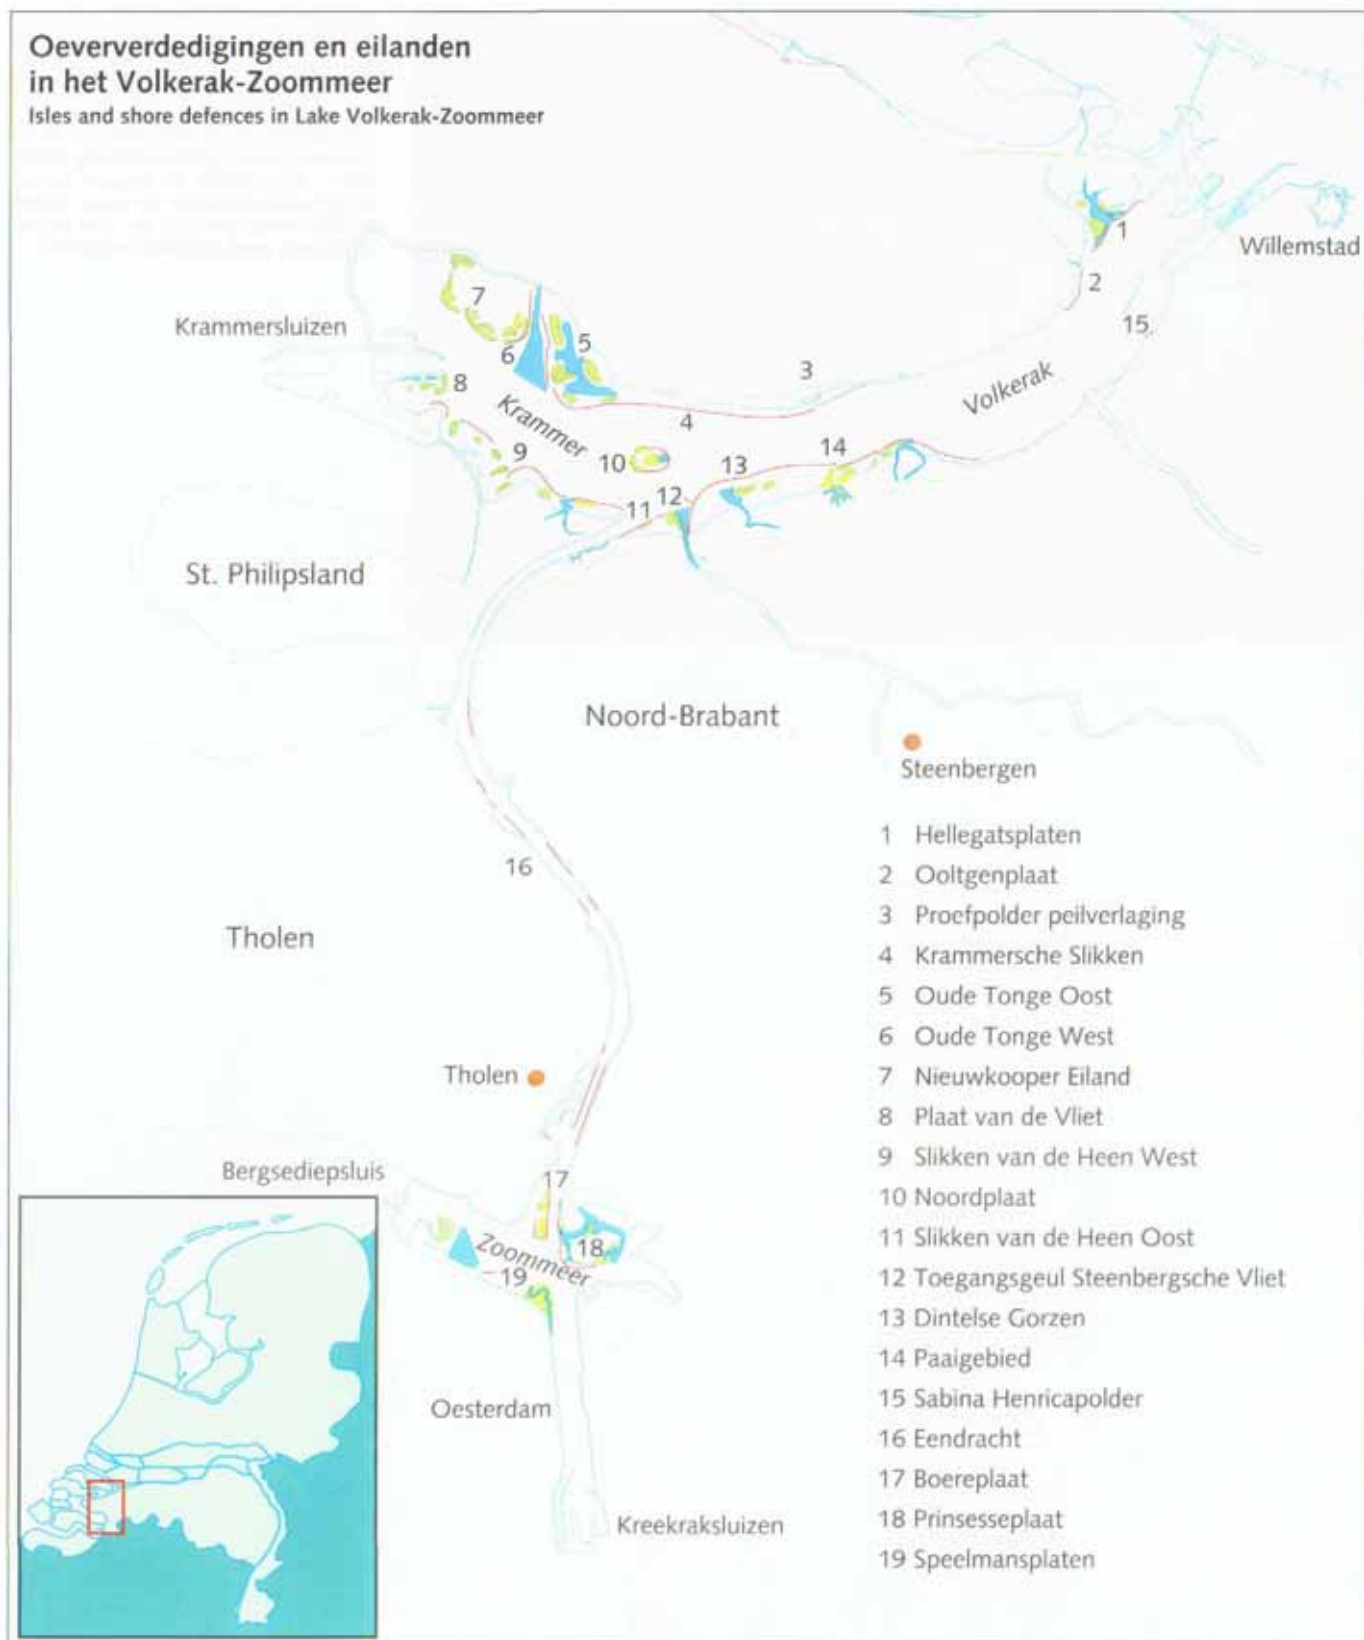 Oeververdedigingen en eilanden
in het Volkerak-Zoommeer
Isles and shore defences in Lake Volkerak-Zoommeer
1
Willemstad
2
7
Krammersluizen
15
6
5
3
8
Volkerak
Krammer
4
9
10
13
14
12
11
St. Philipsland
Noord-Brabant
Steenbergen
16
Tholen
Tholen
Bergsediepsluis
17
18
Zoommeer
19
Oesterdam
Kreekraksluizen
1 Hellegatsplaten
2 Ooltgenplaat
3 Proefpolder peilverlaging
4 Krammersche Slikken
5 Oude Tonge Oost
6 Oude Tonge West
7 Nieuwkooper Eiland
8 Plaat van de Vliet
9 Slikken van de Heen West
10 Noordplaat
11 Slikken van de Heen Oost
12 Toegangsgeul Steenbergsche Vliet
13 Dintelse Gorzen
14 Paaigebied
15 Sabina Henricapolder
16 Eendracht
17 Boereplaat
18 Prinsesseplaat
19 Speelmansplaten